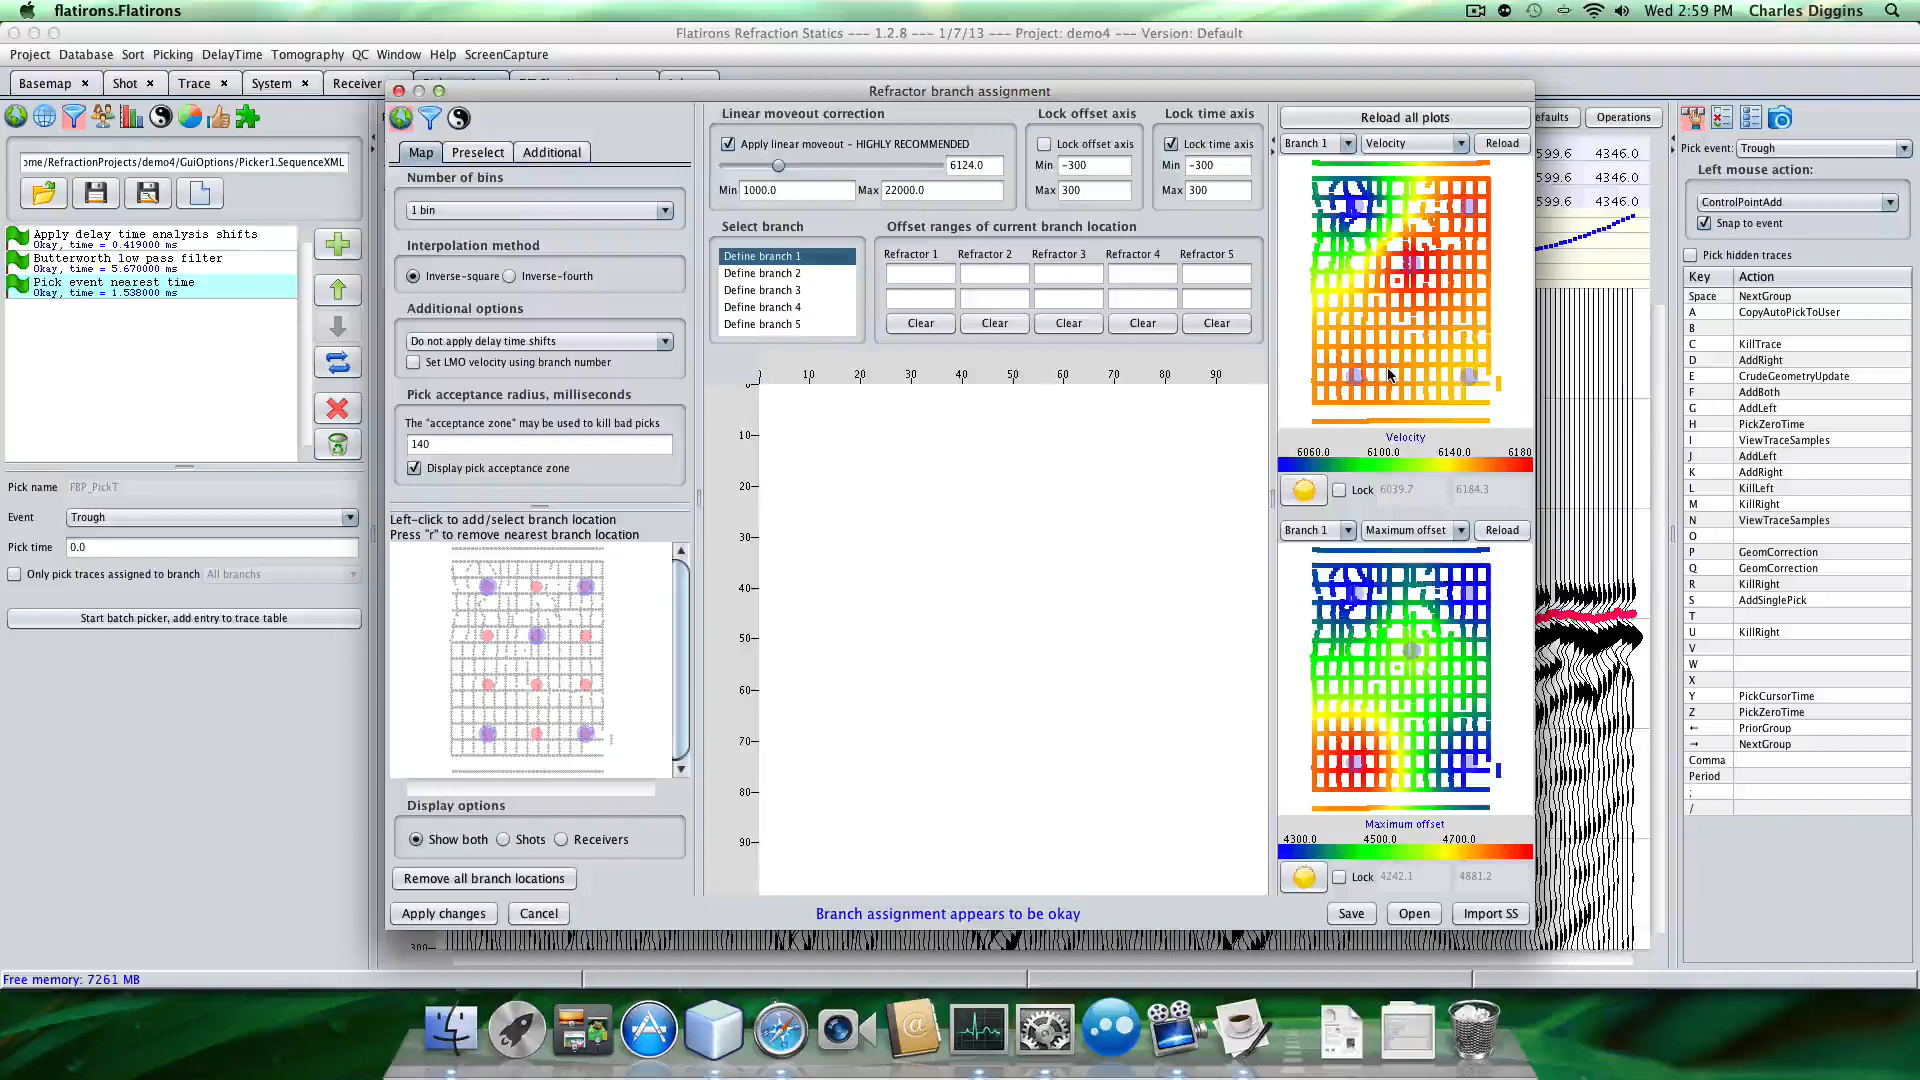 flatirons.Flatirons
Wed 2:59 PM Charles Diggins
Flatirons Refraction Statics --- 1.2.8 --- 1/7/13 --- Project: demo4 --- Version: Default
Project Database Sort Picking DelayTime Tomography QC Window Help ScreenCapture
Basemap Shot Trace System Receiver
Refractor branch assignment
ome/RefractionProjects/demo4/GuiOptions/Picker1.SequenceXML
Apply delay time analysis shifts
Okay, time = 0.419000 ms
Butterworth low pass filter
Okay, time = 5.670000 ms
Pick event nearest time
Okay, time = 1.538000 ms
Pick name FBP_PickT
Event Trough
Pick time 0.0
Only pick traces assigned to branch All branchs
Start batch picker, add entry to trace table
Free memory: 7261 MB
Map Preselect Additional
Number of bins
1 bin
Interpolation method
Inverse-square Inverse-fourth
Additional options
Do not apply delay time shifts
Set LMO velocity using branch number
Pick acceptance radius, milliseconds
The "acceptance zone" may be used to kill bad picks
140
Display pick acceptance zone
Left-click to add/select branch location
Press "r" to remove nearest branch location
Display options
Show both Shots Receivers
Remove all branch locations
Apply changes Cancel
Linear moveout correction
Apply linear moveout - HIGHLY RECOMMENDED
6124.0
Min 1000.0 Max 22000.0
Lock offset axis
Lock offset axis
Min -300
Max 300
Lock time axis
Lock time axis
Min -300
Max 300
Select branch
Define branch 1
Define branch 2
Define branch 3
Define branch 4
Define branch 5
Offset ranges of current branch location
Refractor 1 Refractor 2 Refractor 3 Refractor 4 Refractor 5
Clear Clear Clear Clear Clear
10 20 30 40 50 60 70 80 90
10
20
30
40
50
60
70
80
90
Branch assignment appears to be okay
Reload all plots
Branch 1 Velocity Reload
Velocity
6060.0 6100.0 6140.0 6180
Lock 6039.7 6184.3
Branch 1 Maximum offset Reload
Maximum offset
4300.0 4500.0 4700.0
Lock 4242.1 4881.2
Save Open Import SS
efaults Operations
599.6 4346.0
599.6 4346.0
599.6 4346.0
300
Pick event: Trough
Left mouse action:
ControlPointAdd
Snap to event
Pick hidden traces
Key Action
Space NextGroup
A CopyAutoPickToUser
B
C KillTrace
D AddRight
E CrudeGeometryUpdate
F AddBoth
G AddLeft
H PickZeroTime
I ViewTraceSamples
J AddLeft
K AddRight
L KillLeft
M KillRight
N ViewTraceSamples
O
P GeomCorrection
Q GeomCorrection
R KillRight
S AddSinglePick
T
U KillRight
V
W
X
Y PickCursorTime
Z PickZeroTime
← PriorGroup
→ NextGroup
Comma
Period
;
/